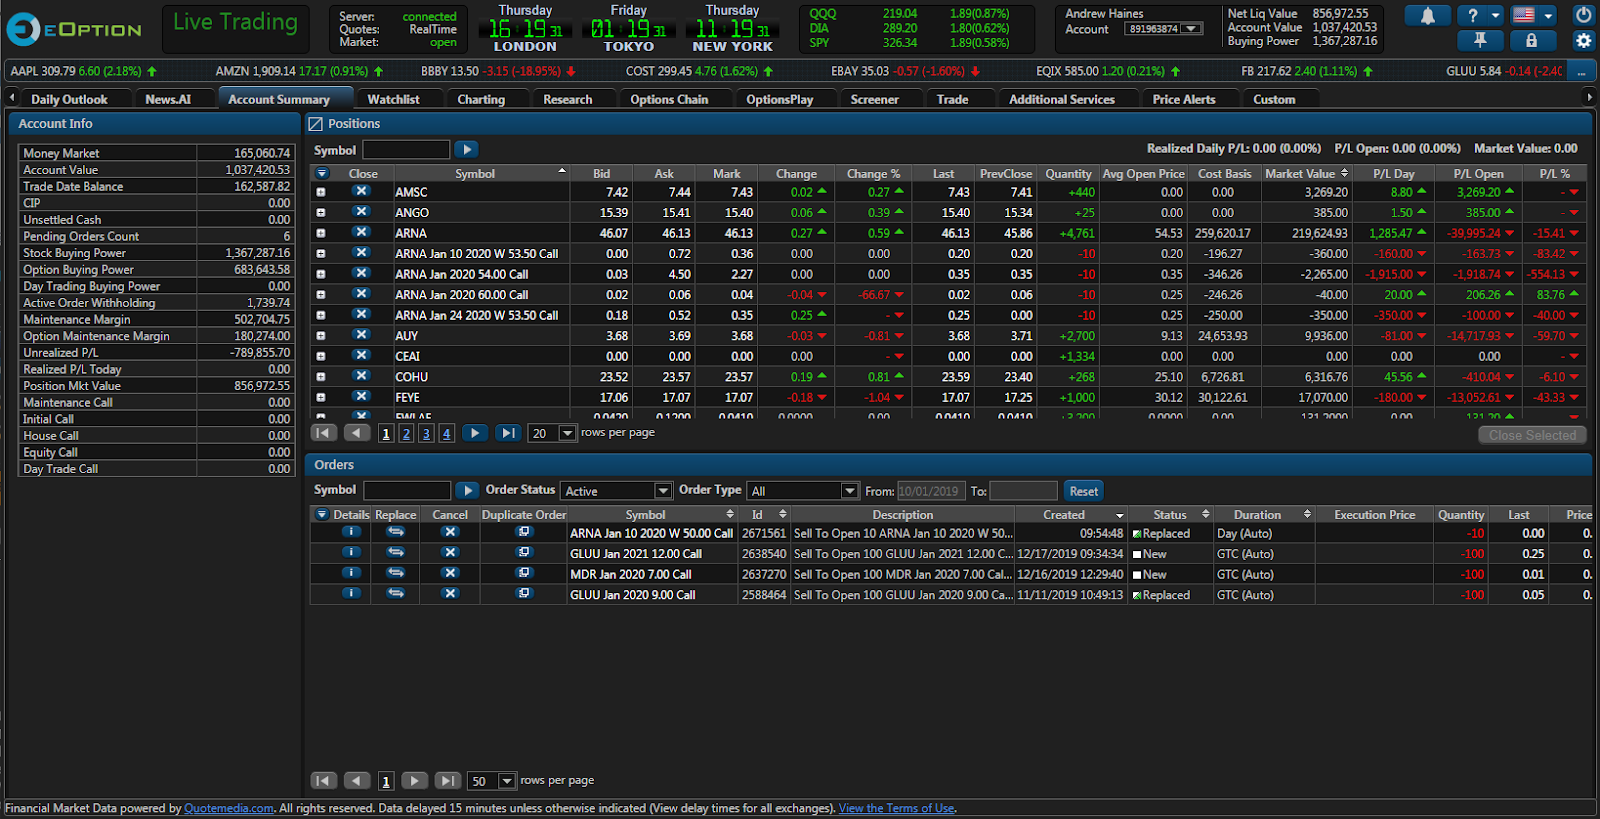 eOPTION
Live Trading
Server: connected
Quotes: RealTime
Market: open
Thursday
16:19 31
LONDON
Friday
01:19 31
TOKYO
Thursday
11:19 31
NEW YORK
QQQ 219.04 1.89(0.87%)
DIA 289.20 1.80(0.62%)
SPY 326.34 1.89(0.58%)
Andrew Haines
Account 891963874
Net Liq Value 856,972.55
Account Value 1,037,420.53
Buying Power 1,367,287.16
?
AAPL 309.79 6.60 (2.18%) AMZN 1,909.14 17.17 (0.91%) BBBY 13.50 -3.15 (-18.95%) COST 299.45 4.76 (1.62%) EBAY 35.03 -0.57 (-1.60%) EQIX 585.00 1.20 (0.21%) FB 217.62 2.40 (1.11%) GLUU 5.84 -0.14 (-2.40 ...
Daily Outlook News.AI Account Summary Watchlist Charting Research Options Chain OptionsPlay Screener Trade Additional Services Price Alerts Custom
Account Info
Money Market 165,060.74
Account Value 1,037,420.53
Trade Date Balance 162,587.82
CIP 0.00
Unsettled Cash 0.00
Pending Orders Count 6
Stock Buying Power 1,367,287.16
Option Buying Power 683,643.58
Day Trading Buying Power 0.00
Active Order Withholding 1,739.74
Maintenance Margin 502,704.75
Option Maintenance Margin 180,274.00
Unrealized P/L -789,855.70
Realized P/L Today 0.00
Position Mkt Value 856,972.55
Maintenance Call 0.00
Initial Call 0.00
House Call 0.00
Equity Call 0.00
Day Trade Call 0.00
Positions
Symbol Realized Daily P/L: 0.00 (0.00%) P/L Open: 0.00 (0.00%) Market Value: 0.00
Close Symbol Bid Ask Mark Change Change % Last PrevClose Quantity Avg Open Price Cost Basis Market Value P/L Day P/L Open P/L %
AMSC 7.42 7.44 7.43 0.02 0.27 7.43 7.41 +440 0.00 0.00 3,269.20 8.80 3,269.20 -
ANGO 15.39 15.41 15.40 0.06 0.39 15.40 15.34 +25 0.00 0.00 385.00 1.50 385.00 -
ARNA 46.07 46.13 46.13 0.27 0.59 46.13 45.86 +4,761 54.53 259,620.17 219,624.93 1,285.47 -39,995.24 -15.41
ARNA Jan 10 2020 W 53.50 Call 0.00 0.72 0.36 0.00 0.00 0.20 0.20 -10 0.20 -196.27 -360.00 -160.00 -163.73 -83.42
ARNA Jan 2020 54.00 Call 0.03 4.50 2.27 0.00 0.00 0.35 0.35 -10 0.35 -346.26 -2,265.00 -1,915.00 -1,918.74 -554.13
ARNA Jan 2020 60.00 Call 0.02 0.06 0.04 -0.04 -66.67 0.02 0.06 -10 0.25 -246.26 -40.00 20.00 206.26 83.76
ARNA Jan 24 2020 W 53.50 Call 0.18 0.52 0.35 0.25 - 0.25 0.00 -10 0.25 -250.00 -350.00 -350.00 -100.00 -40.00
AUY 3.68 3.69 3.68 -0.03 -0.81 3.68 3.71 +2,700 9.13 24,653.93 9,936.00 -81.00 -14,717.93 -59.70
CEAI 0.00 0.00 0.00 0.00 - 0.00 0.00 +1,334 0.00 0.00 0.00 0.00 0.00 -
COHU 23.52 23.57 23.57 0.19 0.81 23.59 23.40 +268 25.10 6,726.81 6,316.76 45.56 -410.04 -6.10
FEYE 17.06 17.07 17.07 -0.18 -1.04 17.07 17.25 +1,000 30.12 30,122.61 17,070.00 -180.00 -13,052.61 -43.33
1 2 3 4 20 rows per page Close Selected
Orders
Symbol Order Status Active Order Type All From: 10/01/2019 To: Reset
Details Replace Cancel Duplicate Order Symbol Id Description Created Status Duration Execution Price Quantity Last Price
ARNA Jan 10 2020 W 50.00 Call 2671561 Sell To Open 10 ARNA Jan 10 2020 W 50... 09:54:48 Replaced Day (Auto) -10 0.00 0.
GLUU Jan 2021 12.00 Call 2638540 Sell To Open 100 GLUU Jan 2021 12.00 C... 12/17/2019 09:34:34 New GTC (Auto) -100 0.25 0.
MDR Jan 2020 7.00 Call 2637270 Sell To Open 100 MDR Jan 2020 7.00 Cal... 12/16/2019 12:29:40 New GTC (Auto) -100 0.01 0.
GLUU Jan 2020 9.00 Call 2588464 Sell To Open 100 GLUU Jan 2020 9.00 Ca... 11/11/2019 10:49:13 Replaced GTC (Auto) -100 0.05 0.
1 50 rows per page
Financial Market Data powered by Quotemedia.com. All rights reserved. Data delayed 15 minutes unless otherwise indicated (View delay times for all exchanges). View the Terms of Use.